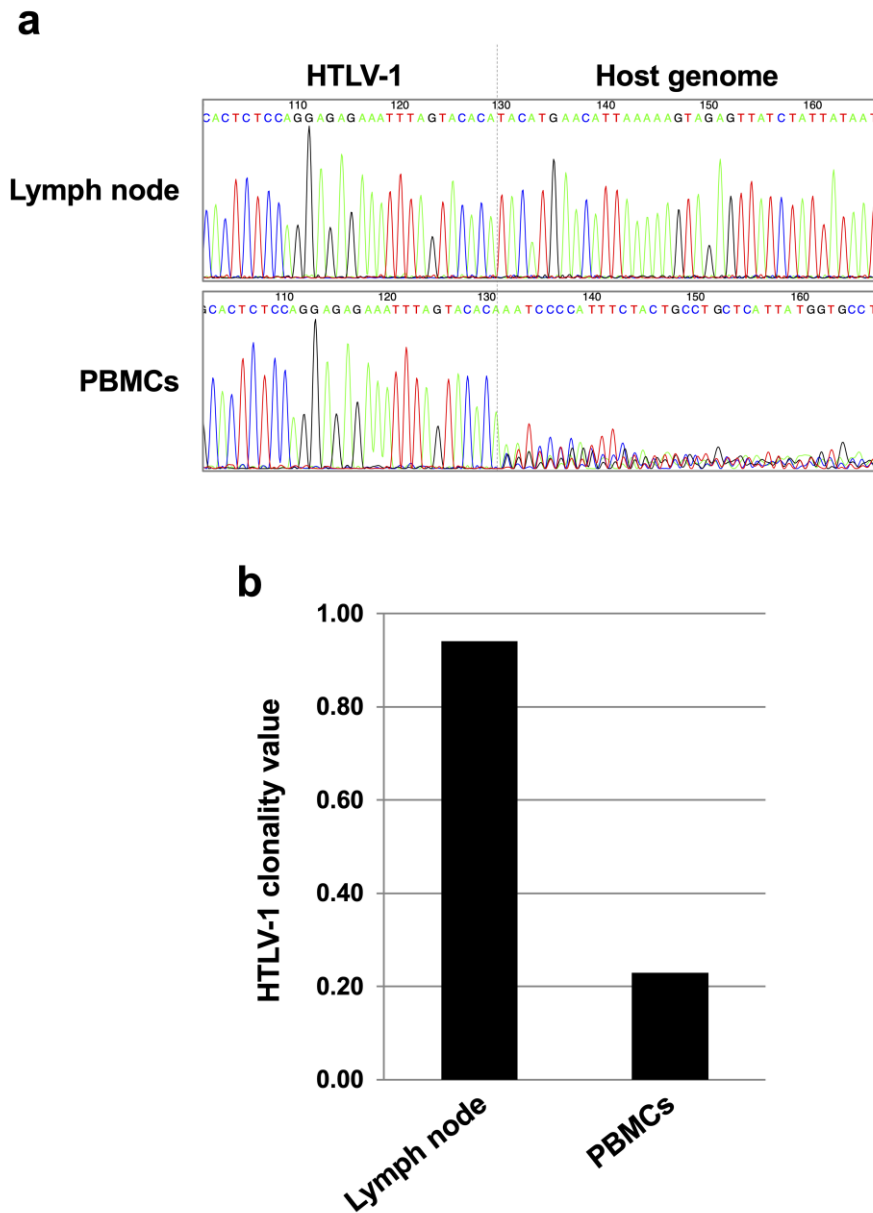 a
HTLV-1 Host genome
110 120 130 140 150 160
CACTCTCCAGGAGAGAAATTTAGTACACATACATGAACATTAAAAAGTAGAGTTATCTATTATAAT
Lymph node
110 120 130 140 150 160
GCACTCTCCAGGAGAGAAATTTAGTACACAAATCCCCATTTCTACTGCCTGCTCATTATGGTGCCT
PBMCs
b
HTLV-1 clonality value
1.00
0.80
0.60
0.40
0.20
0.00
Lymph node
PBMCs